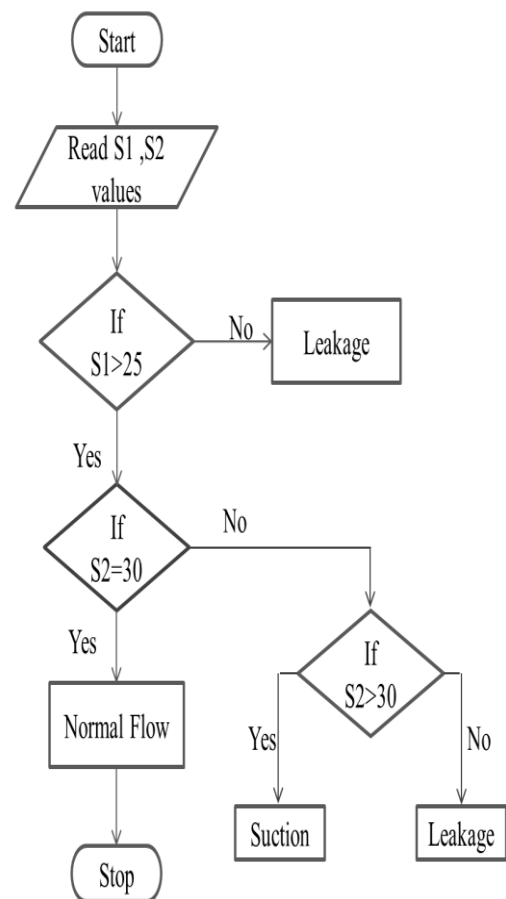 Start
Read S1 ,S2
values
If
S1>25
No
Leakage
Yes
If
S2=30
No
Yes
If
S2>30
Normal Flow
Yes
No
Suction
Leakage
Stop